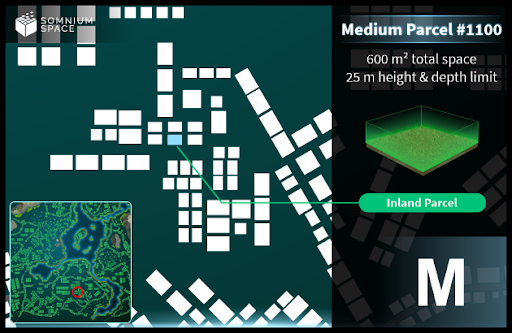 SOMNIUM
SPACE
Medium Parcel #1100
600 m² total space
25 m height & depth limit
Inland Parcel
M